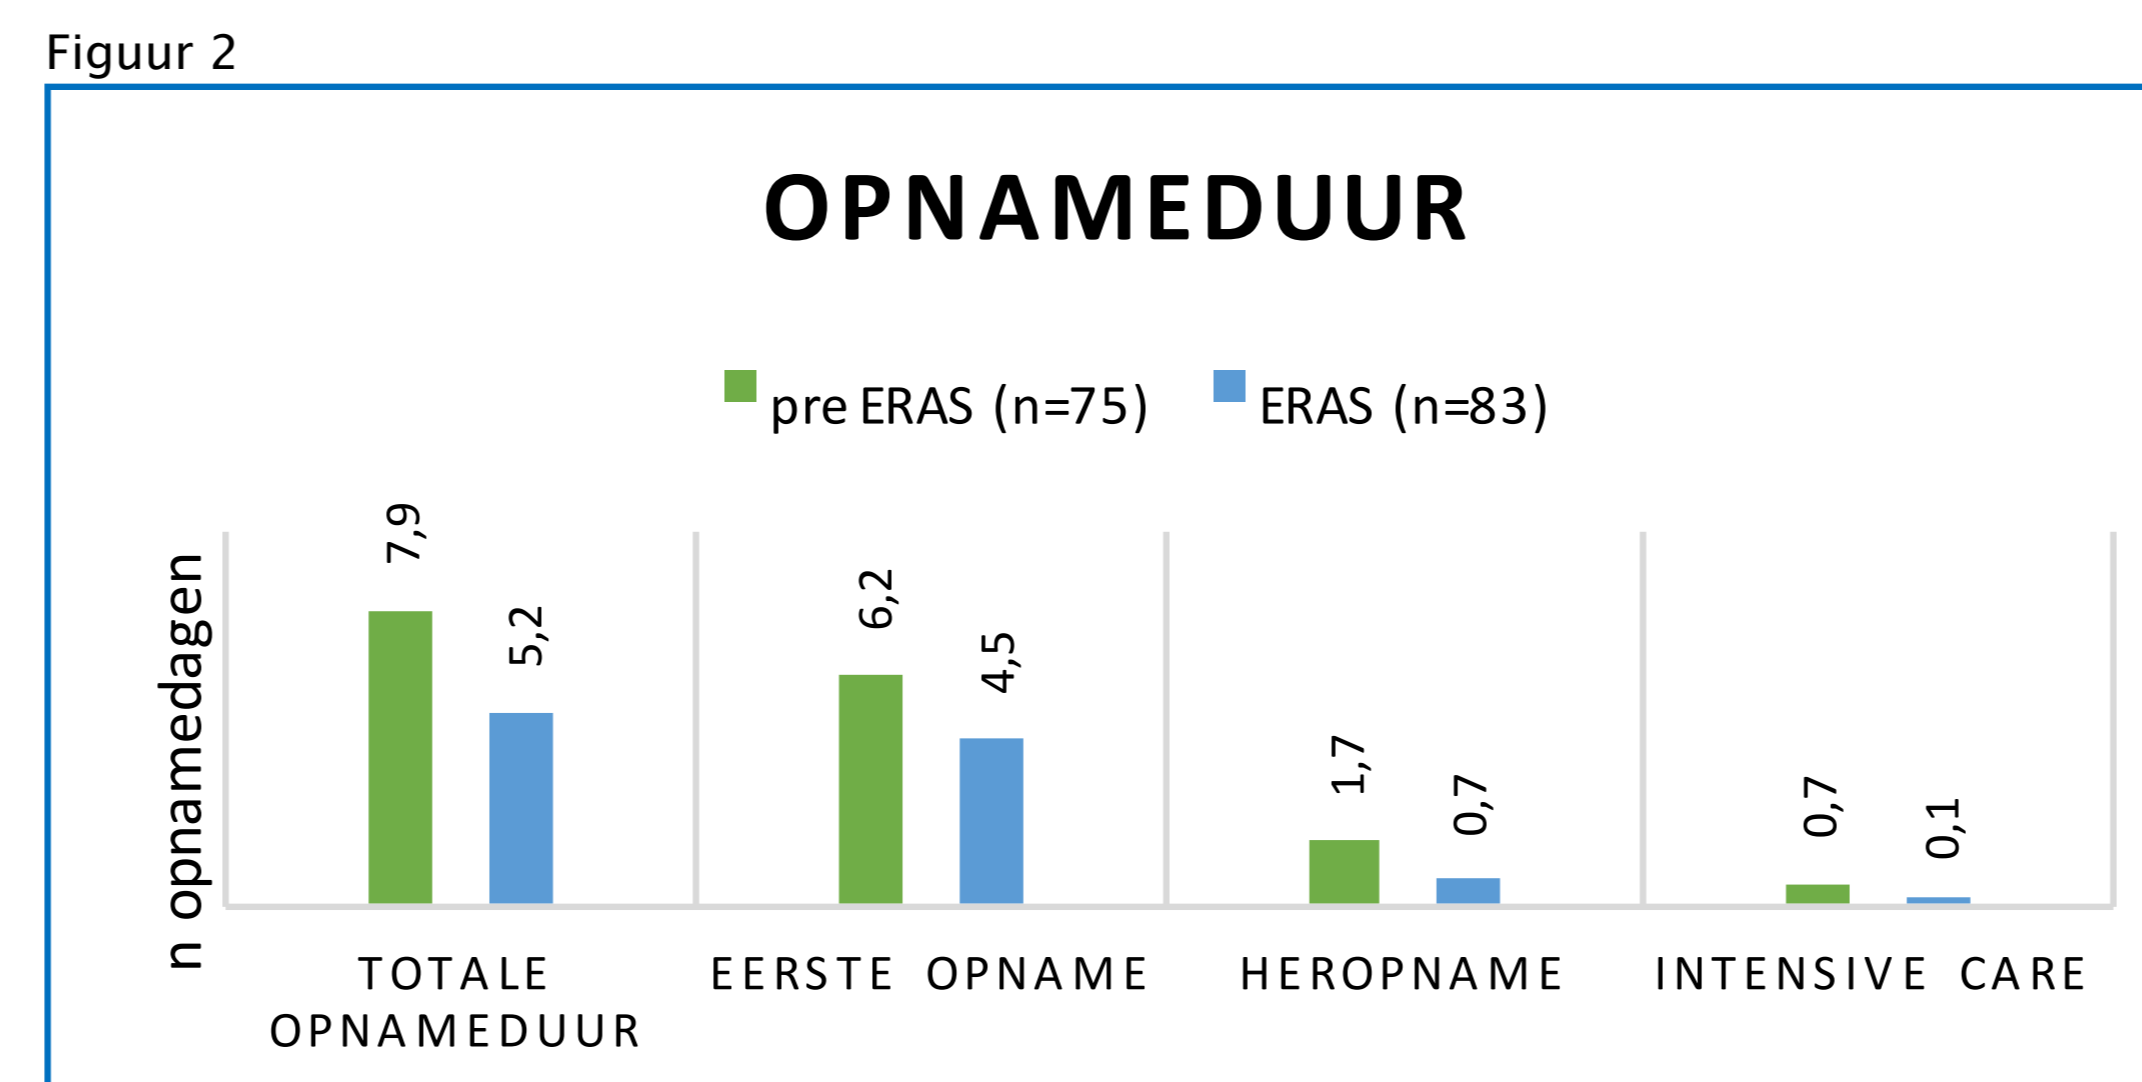 Figuur 2
OPNAMEDUUR
pre ERAS (n=75)
ERAS (n=83)
n opnamedagen
7,9
5,2
6,2
4,5
1,7
0,7
0,7
0,1
TOTALE
OPNAMEDUUR
EERSTE OPNAME
HEROPNAME
INTENSIVE CARE